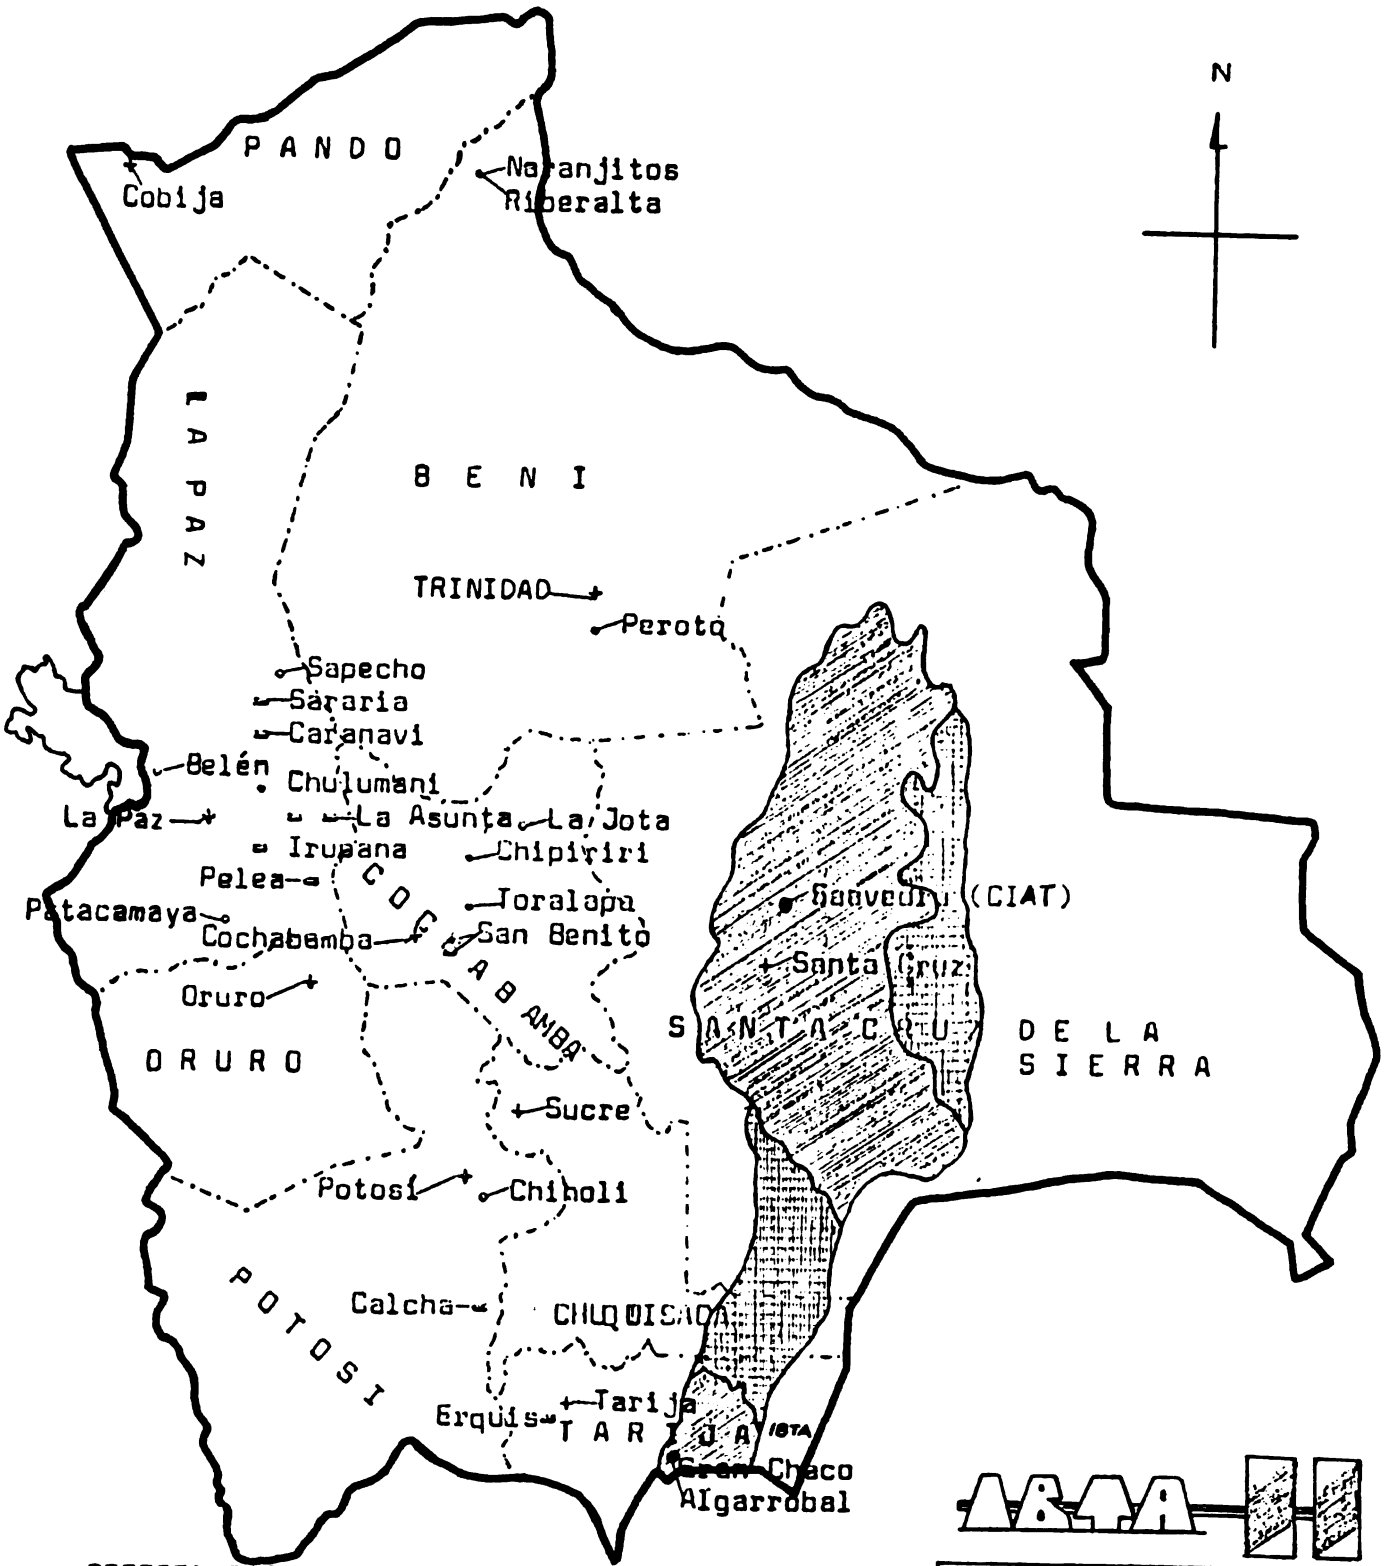 N
PANDO
Cobija
Naranjitos
Riberalta
LA PAZ
BENI
TRINIDAD
Peroto
Sapecho
Sararia
Caranavi
Belén
Chulumani
La Paz
La Asunta
La Jota
Irupana
Chipiriri
Pelea
Patacamaya
Toralapa
Cochabamba
San Benito
COCHABAMBA
Saavedra (CIAT)
Santa Cruz
Oruro
ORURO
SANTA CRUZ DE LA
SIERRA
Sucre
Potosí
Chinoli
POTOSI
Calcha
CHUQUISACA
Tarija
Erquis
TARIJA
IBTA
Gran Chaco
Algarrobal